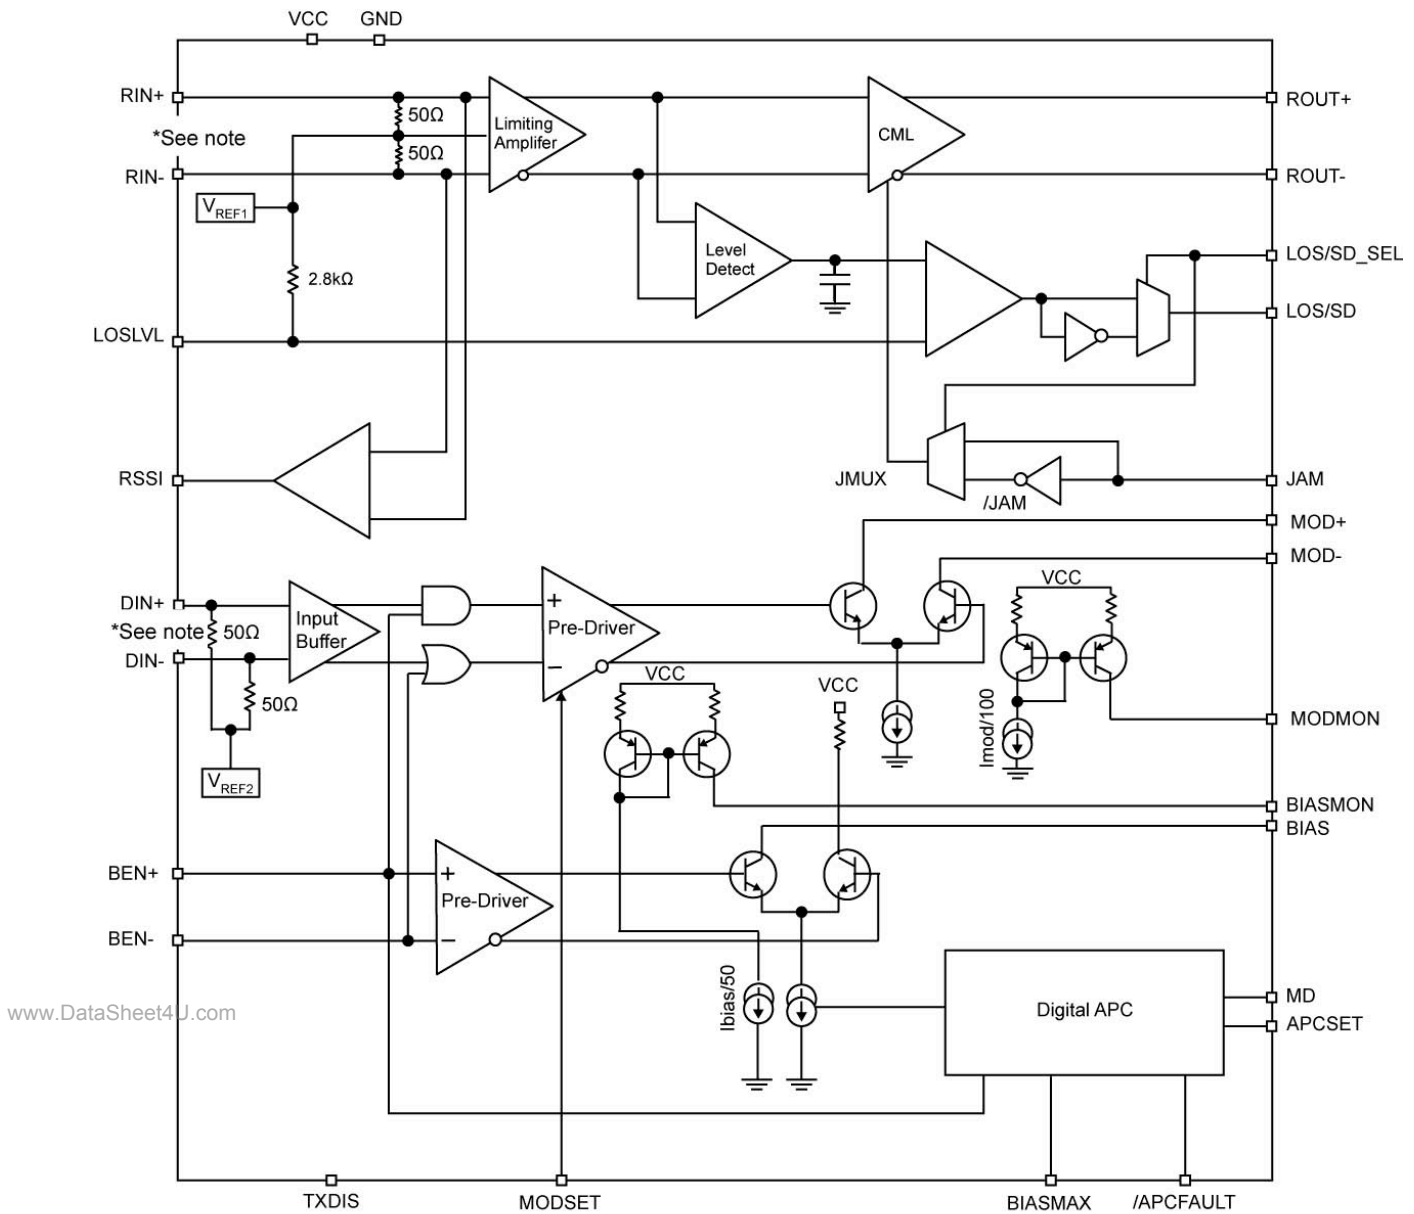 VCC GND
RIN+
50Ω
Limiting
Amplifer
CML
ROUT+
*See note
50Ω
RIN-
ROUT-
VREF1
Level
Detect
LOS/SD_SEL
2.8kΩ
LOS/SD
LOSLVL
RSSI
JMUX
/JAM
JAM
MOD+
MOD-
VCC
DIN+
*See note
50Ω
Input
Buffer
+
Pre-Driver
−
DIN-
50Ω
VCC
VCC
Imod/100
MODMON
VREF2
BIASMON
BIAS
BEN+
+
Pre-Driver
−
BEN-
Ibias/50
Digital APC
MD
APCSET
www.DataSheet4U.com
TXDIS
MODSET
BIASMAX
/APCFAULT